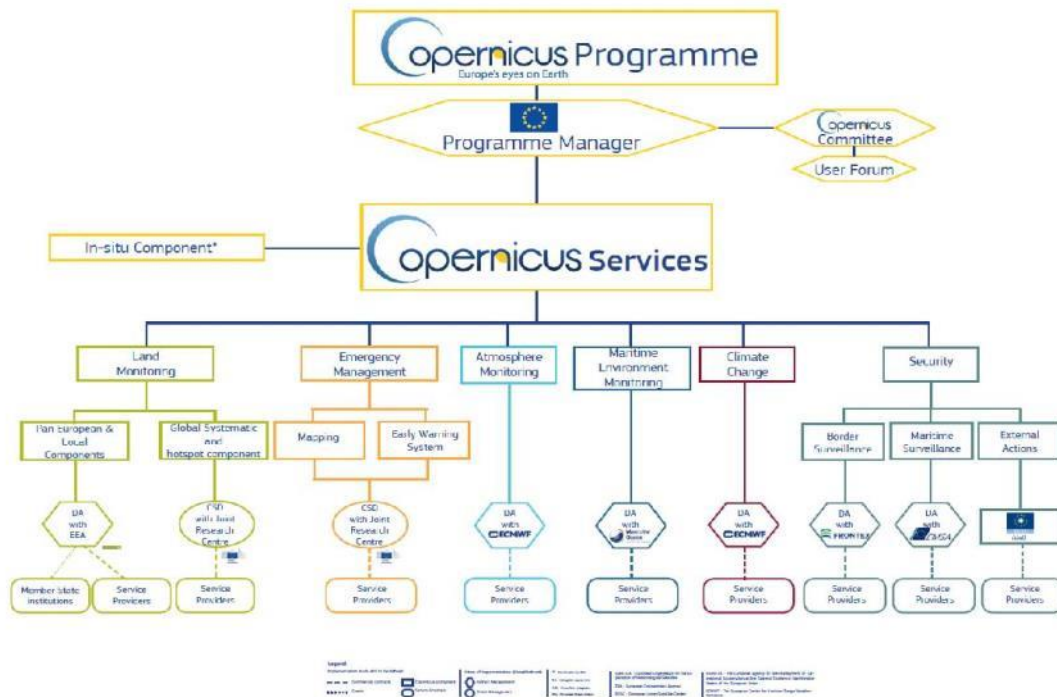 Copernicus Programme
Europe's eyes on Earth
Programme Manager
Copernicus
Committee
User Forum
In-situ Component*
Copernicus Services
Land
Monitoring
Emergency
Management
Atmosphere
Monitoring
Maritime
Environment
Monitoring
Climate
Change
Security
Pan European &
Local
Components
Global Systematic
and
hotspot component
Mapping
Early Warning
System
Border
Surveillance
Maritime
Surveillance
External
Actions
DA
with
EEA
CSD
with Joint
Research
Centre
CSD
with Joint
Research
Centre
DA
with
ECMWF
DA
with
Mercator
Ocean
DA
with
ECMWF
DA
with
FRONTEX
DA
with
EMSA
Member State
Institutions
Service
Providers
Service
Providers
Service
Providers
Service
Providers
Service
Providers
Service
Providers
Service
Providers
Service
Providers
Service
Providers
Legend